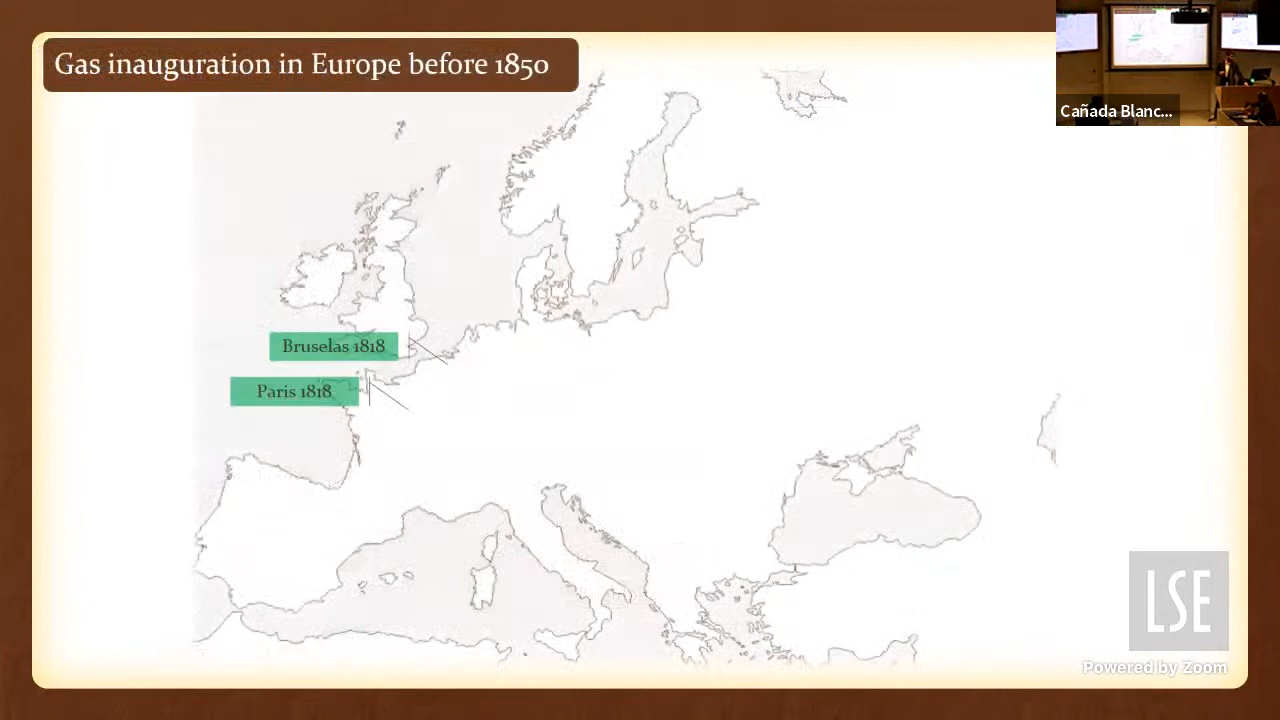 Gas inauguration in Europe before 1850
Cañada Blanc...
Bruselas 1818
Paris 1818
LSE
Powered by Zoom